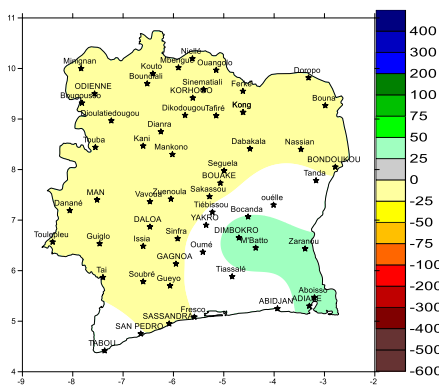 11
10
9
8
7
6
5
4
-9 -8 -7 -6 -5 -4 -3 -2
Niellé
Minignan Kouto Mbengué Ouangolo
Boundiali Doropo
ODIENNE Sinematiali Ferké
Bougousso KORHOGO Bouna
Dikodougou Tafiré Kong
Dioulatiedougou
Dianra
Touba Kani Dabakala Nassian
Mankono
Seguela BONDOUKOU
BOUAKE Tanda
MAN Sakassou
Danané Vavoua Zuenoula Tiébissou ouélle
Bocanda
DALOA YAKRO
Toulepleu Guiglo Sinfra DIMBOKRO
Issia Oumé M'Batto Zaranou
GAGNOA
Tai Tiassalé
Soubré Gueyo
Aboisso
Fresco ABIDJAN ADIAKE
SASSANDRA
SAN PEDRO
TABOU
400
300
200
100
75
50
25
0
-25
-50
-75
-100
-200
-300
-400
-500
-600